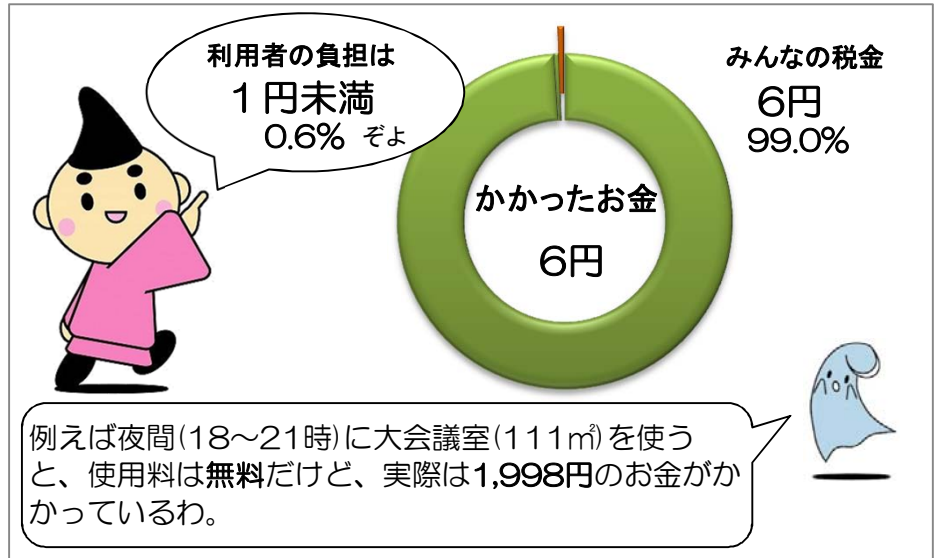 利用者の負担は
１円未満
0.6% ぞよ
みんなの税金
6円
99.0%
かかったお金
6円
例えば夜間(18～21時)に大会議室(111㎡)を使う
と、使用料は無料だけど、実際は1,998円のお金がか
かっているわ。